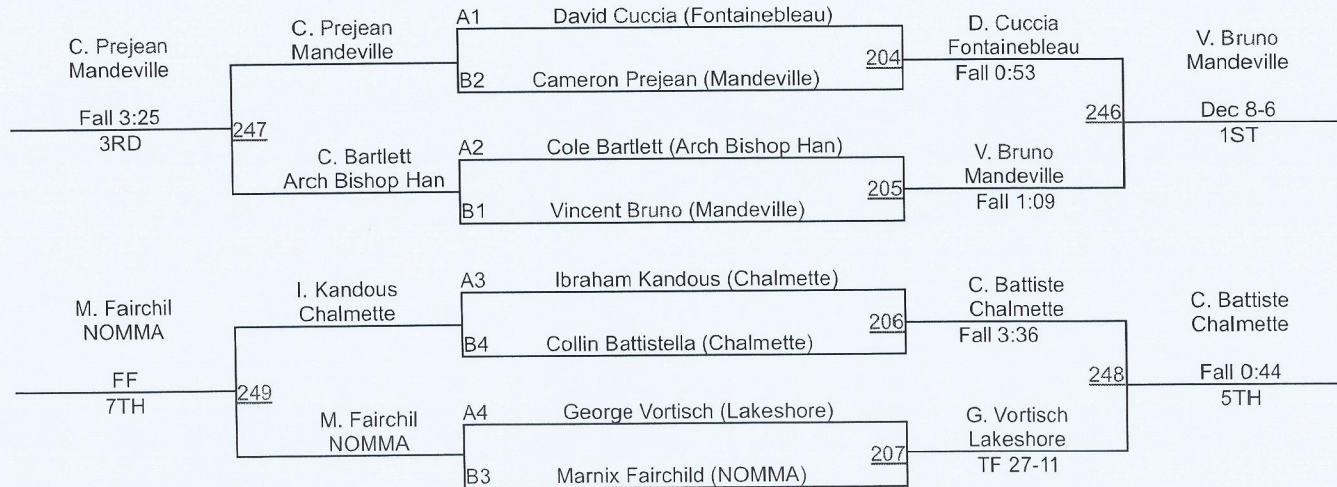 C. Prejean
Mandeville
Fall 3:25
3RD
247
C. Prejean
Mandeville
C. Bartlett
Arch Bishop Han
A1
David Cuccia (Fontainebleau)
B2
Cameron Prejean (Mandeville)
204
A2
Cole Bartlett (Arch Bishop Han)
B1
Vincent Bruno (Mandeville)
205
D. Cuccia
Fontainebleau
Fall 0:53
V. Bruno
Mandeville
Fall 1:09
246
V. Bruno
Mandeville
Dec 8-6
1ST
M. Fairchil
NOMMA
FF
7TH
249
I. Kandous
Chalmette
M. Fairchil
NOMMA
A3
Ibraham Kandous (Chalmette)
B4
Collin Battistella (Chalmette)
206
A4
George Vortisch (Lakeshore)
B3
Marnix Fairchild (NOMMA)
207
C. Battiste
Chalmette
Fall 3:36
G. Vortisch
Lakeshore
TF 27-11
248
C. Battiste
Chalmette
Fall 0:44
5TH